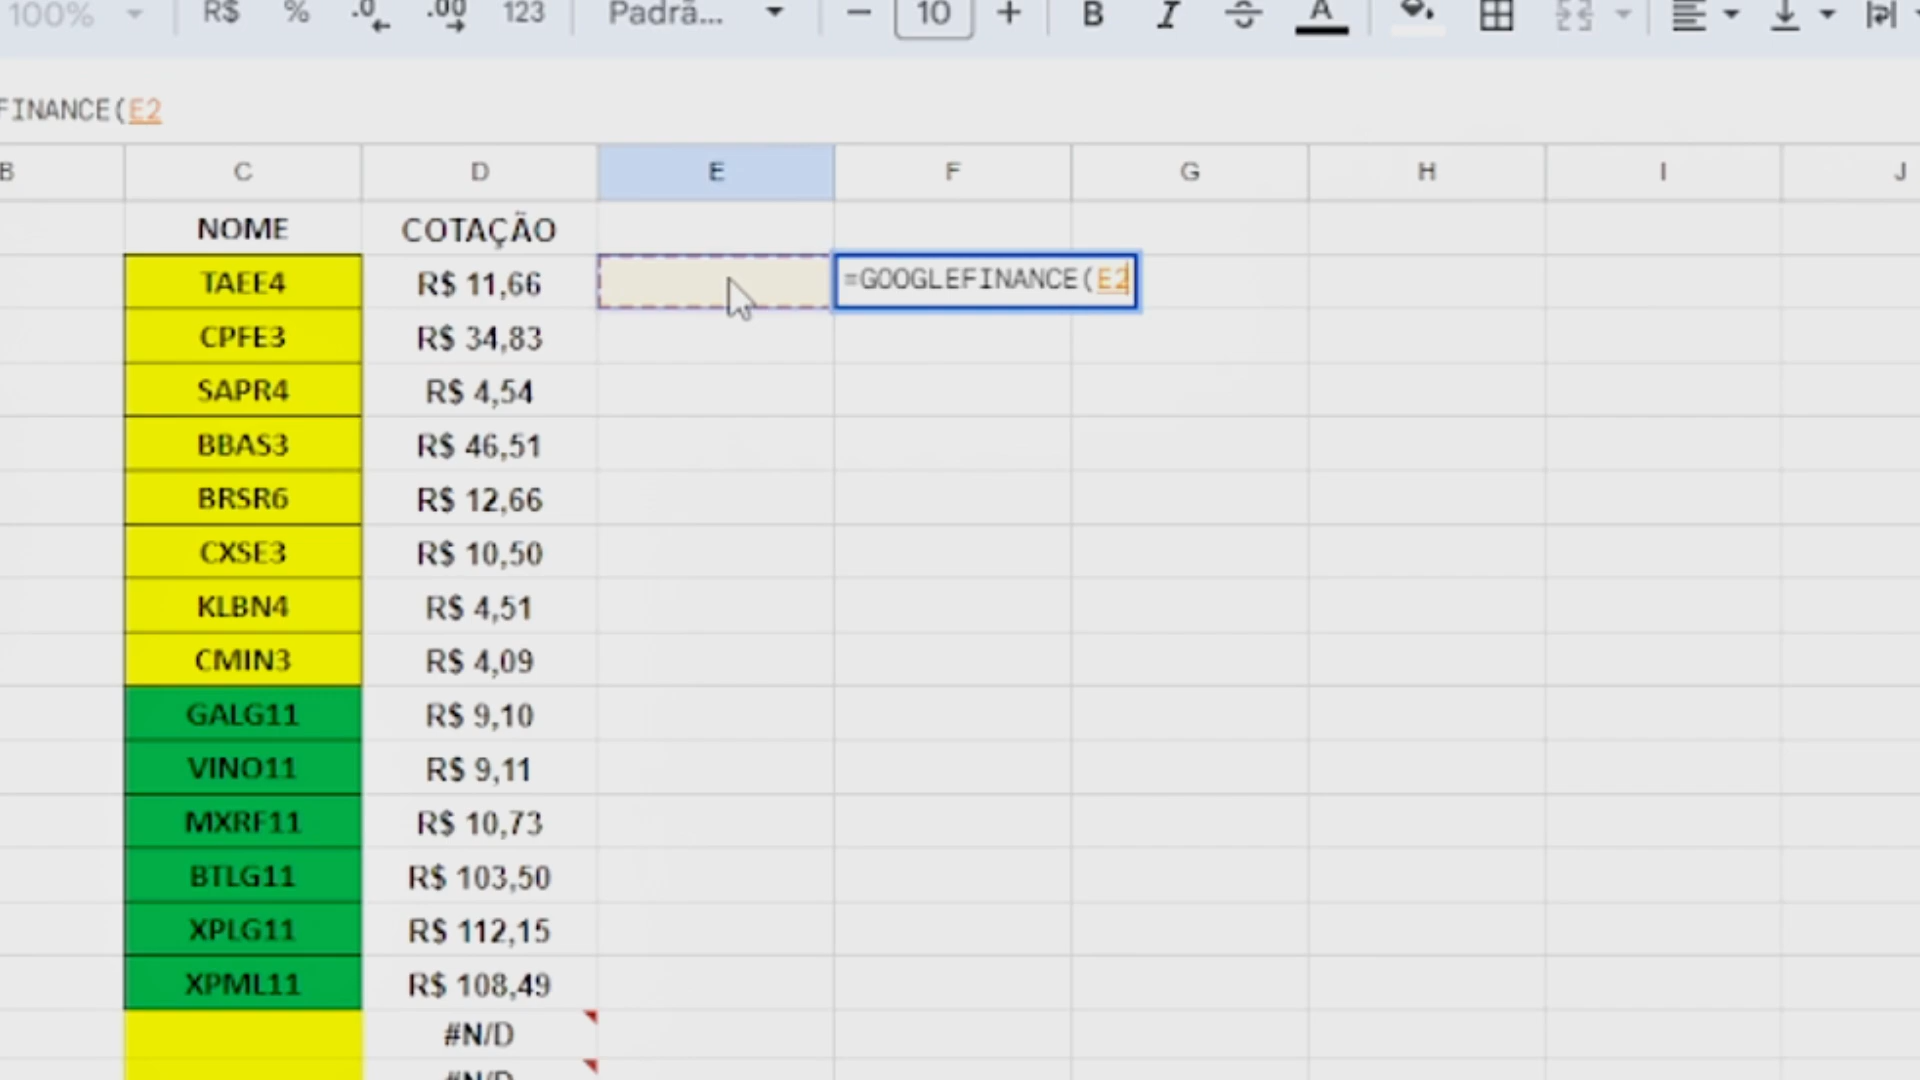 100% R$ % .0 .00 123 Padrã... − 10 + B I S A
FINANCE(E2
B C D E F G H I J
NOME COTAÇÃO
TAEE4 R$ 11,66 =GOOGLEFINANCE(E2
CPFE3 R$ 34,83
SAPR4 R$ 4,54
BBAS3 R$ 46,51
BRSR6 R$ 12,66
CXSE3 R$ 10,50
KLBN4 R$ 4,51
CMIN3 R$ 4,09
GALG11 R$ 9,10
VINO11 R$ 9,11
MXRF11 R$ 10,73
BTLG11 R$ 103,50
XPLG11 R$ 112,15
XPML11 R$ 108,49
#N/D
#N/D